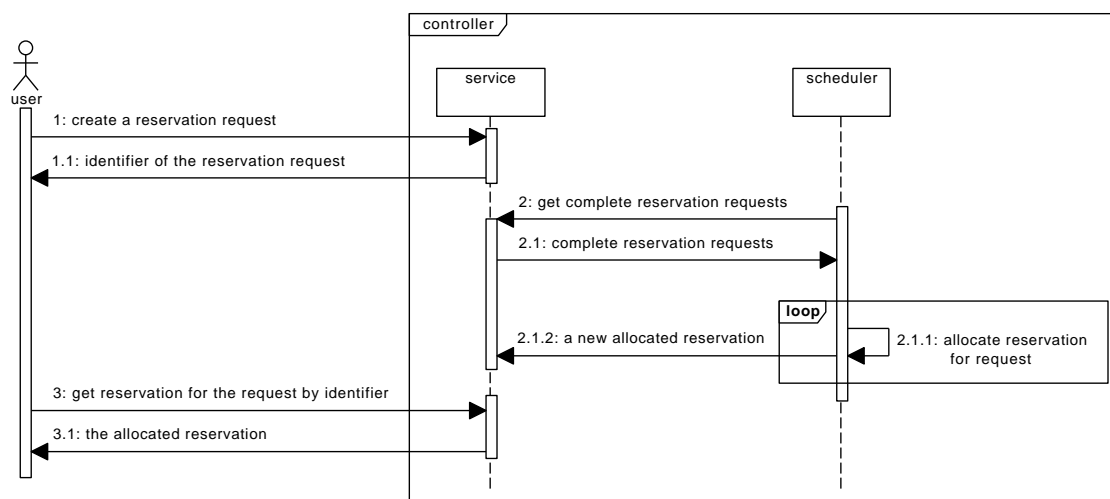 controller
service
scheduler
user
1: create a reservation request
1.1: identifier of the reservation request
2: get complete reservation requests
2.1: complete reservation requests
loop
2.1.2: a new allocated reservation
2.1.1: allocate reservation
for request
3: get reservation for the request by identifier
3.1: the allocated reservation